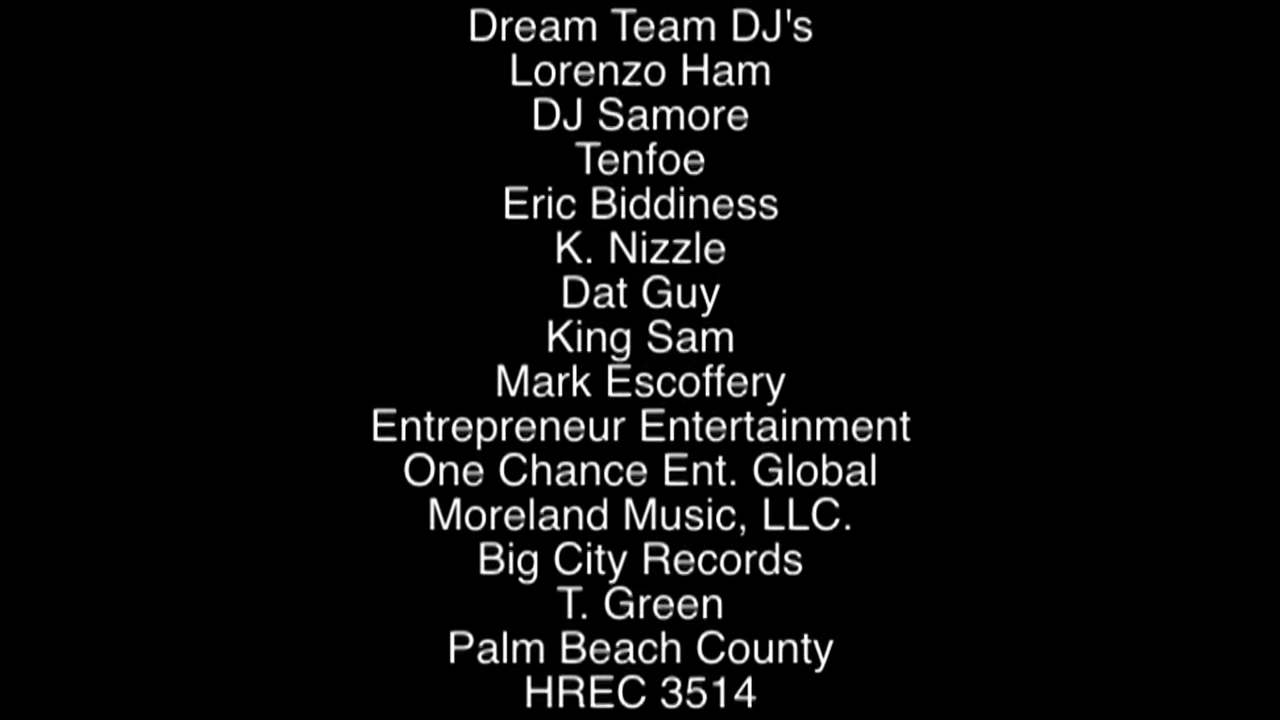 Dream Team DJ's
Lorenzo Ham
DJ Samore
Tenfoe
Eric Biddiness
K. Nizzle
Dat Guy
King Sam
Mark Escoffery
Entrepreneur Entertainment
One Chance Ent. Global
Moreland Music, LLC.
Big City Records
T. Green
Palm Beach County
HREC 3514